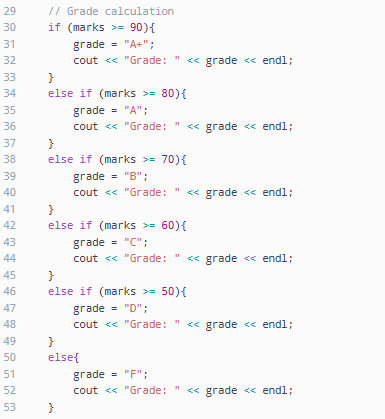 29    // Grade calculation
30    if (marks >= 90){
31        grade = "A+";
32        cout << "Grade: " << grade << endl;
33    }
34    else if (marks >= 80){
35        grade = "A";
36        cout << "Grade: " << grade << endl;
37    }
38    else if (marks >= 70){
39        grade = "B";
40        cout << "Grade: " << grade << endl;
41    }
42    else if (marks >= 60){
43        grade = "C";
44        cout << "Grade: " << grade << endl;
45    }
46    else if (marks >= 50){
47        grade = "D";
48        cout << "Grade: " << grade << endl;
49    }
50    else{
51        grade = "F";
52        cout << "Grade: " << grade << endl;
53    }